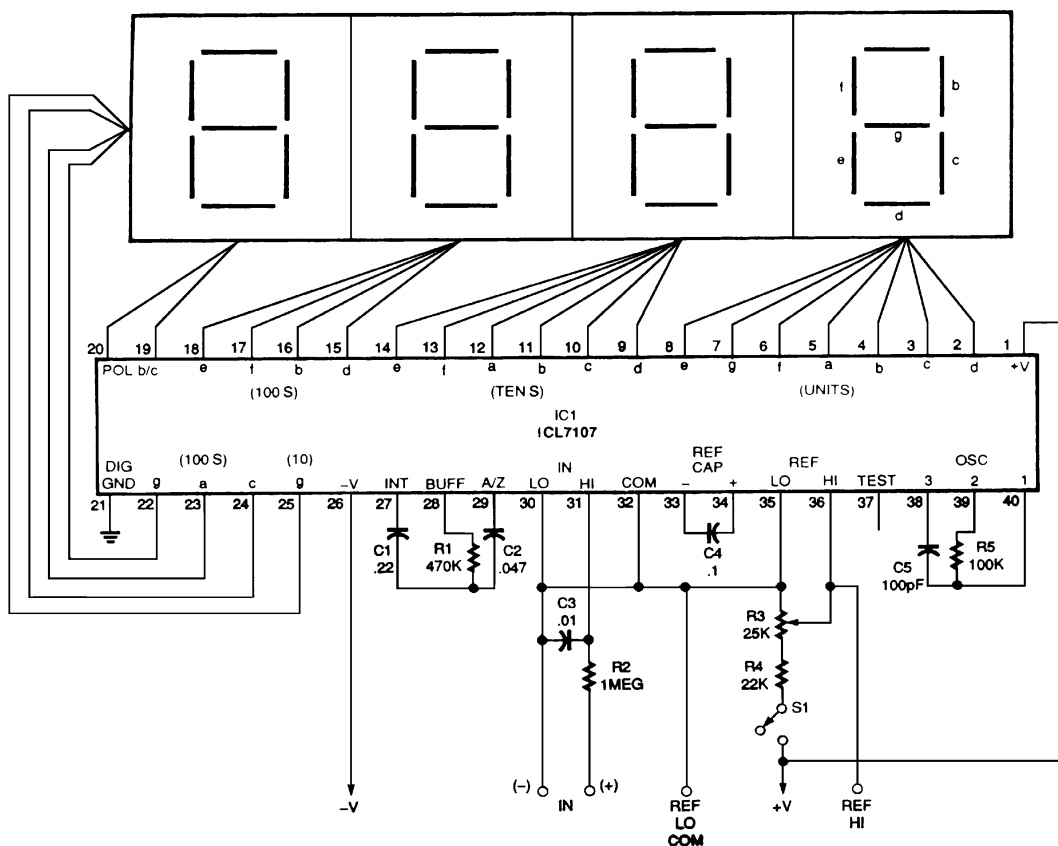 f
b
g
e
c
d
20 19 18 17 16 15 14 13 12 11 10 9 8 7 6 5 4 3 2 1
POL b/c e f b d e f a b c d e g f a b c d +V
(100 S) (TEN S) (UNITS)
IC1
ICL7107
DIG GND
(100 S)
(10)
IN
REF CAP
REF
OSC
g a c g -V INT BUFF A/Z LO HI COM - + LO HI TEST 3 2 1
21 22 23 24 25 26 27 28 29 30 31 32 33 34 35 36 37 38 39 40
C1
.22
R1
470K
C2
.047
C4
.1
C5
100pF
R5
100K
C3
.01
R3
25K
R2
1MEG
R4
22K
S1
(-)
(+)
-V
IN
REF
LO
COM
+V
REF
HI